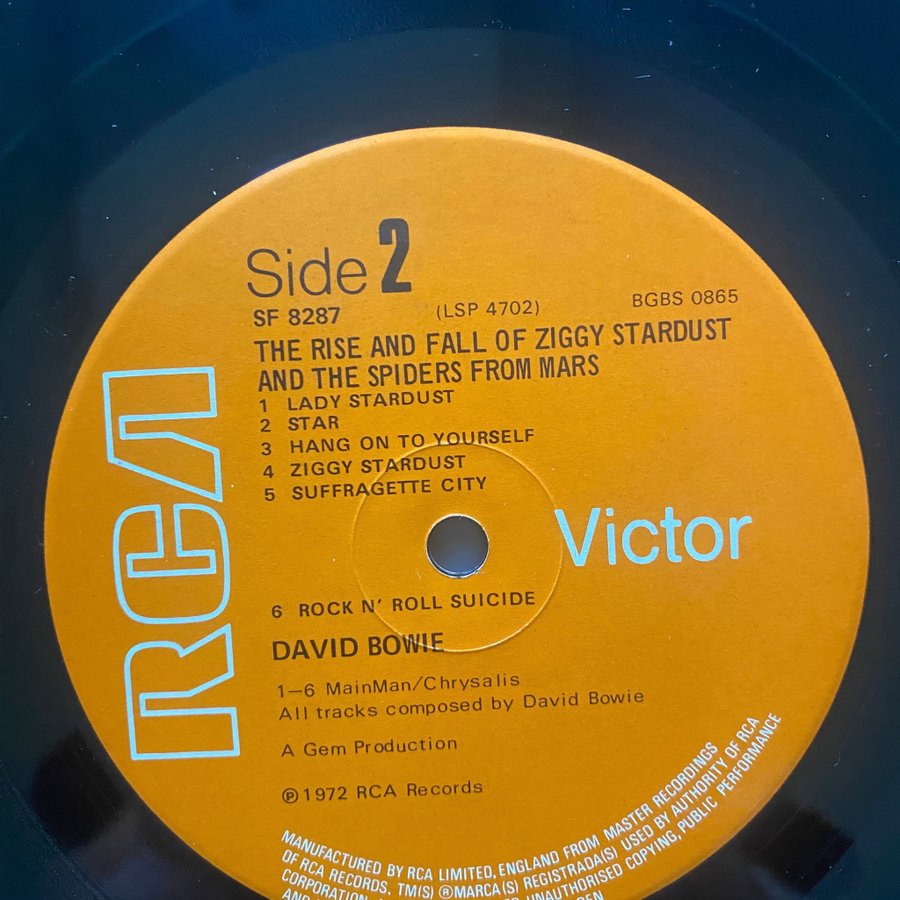 Side 2
SF 8287 (LSP 4702) BGBS 0865
THE RISE AND FALL OF ZIGGY STARDUST
AND THE SPIDERS FROM MARS
1 LADY STARDUST
2 STAR
3 HANG ON TO YOURSELF
4 ZIGGY STARDUST
5 SUFFRAGETTE CITY
RCA Victor
6 ROCK N' ROLL SUICIDE
DAVID BOWIE
1—6 MainMan/Chrysalis
All tracks composed by David Bowie
A Gem Production
℗1972 RCA Records
MANUFACTURED BY RCA LIMITED, ENGLAND FROM MASTER RECORDINGS
OF RCA RECORDS. TM(S) ®MARCA(S) REGISTRADA(S) USED BY AUTHORITY OF RCA
CORPORATION, UNAUTHORISED COPYING, PUBLIC PERFORMANCE